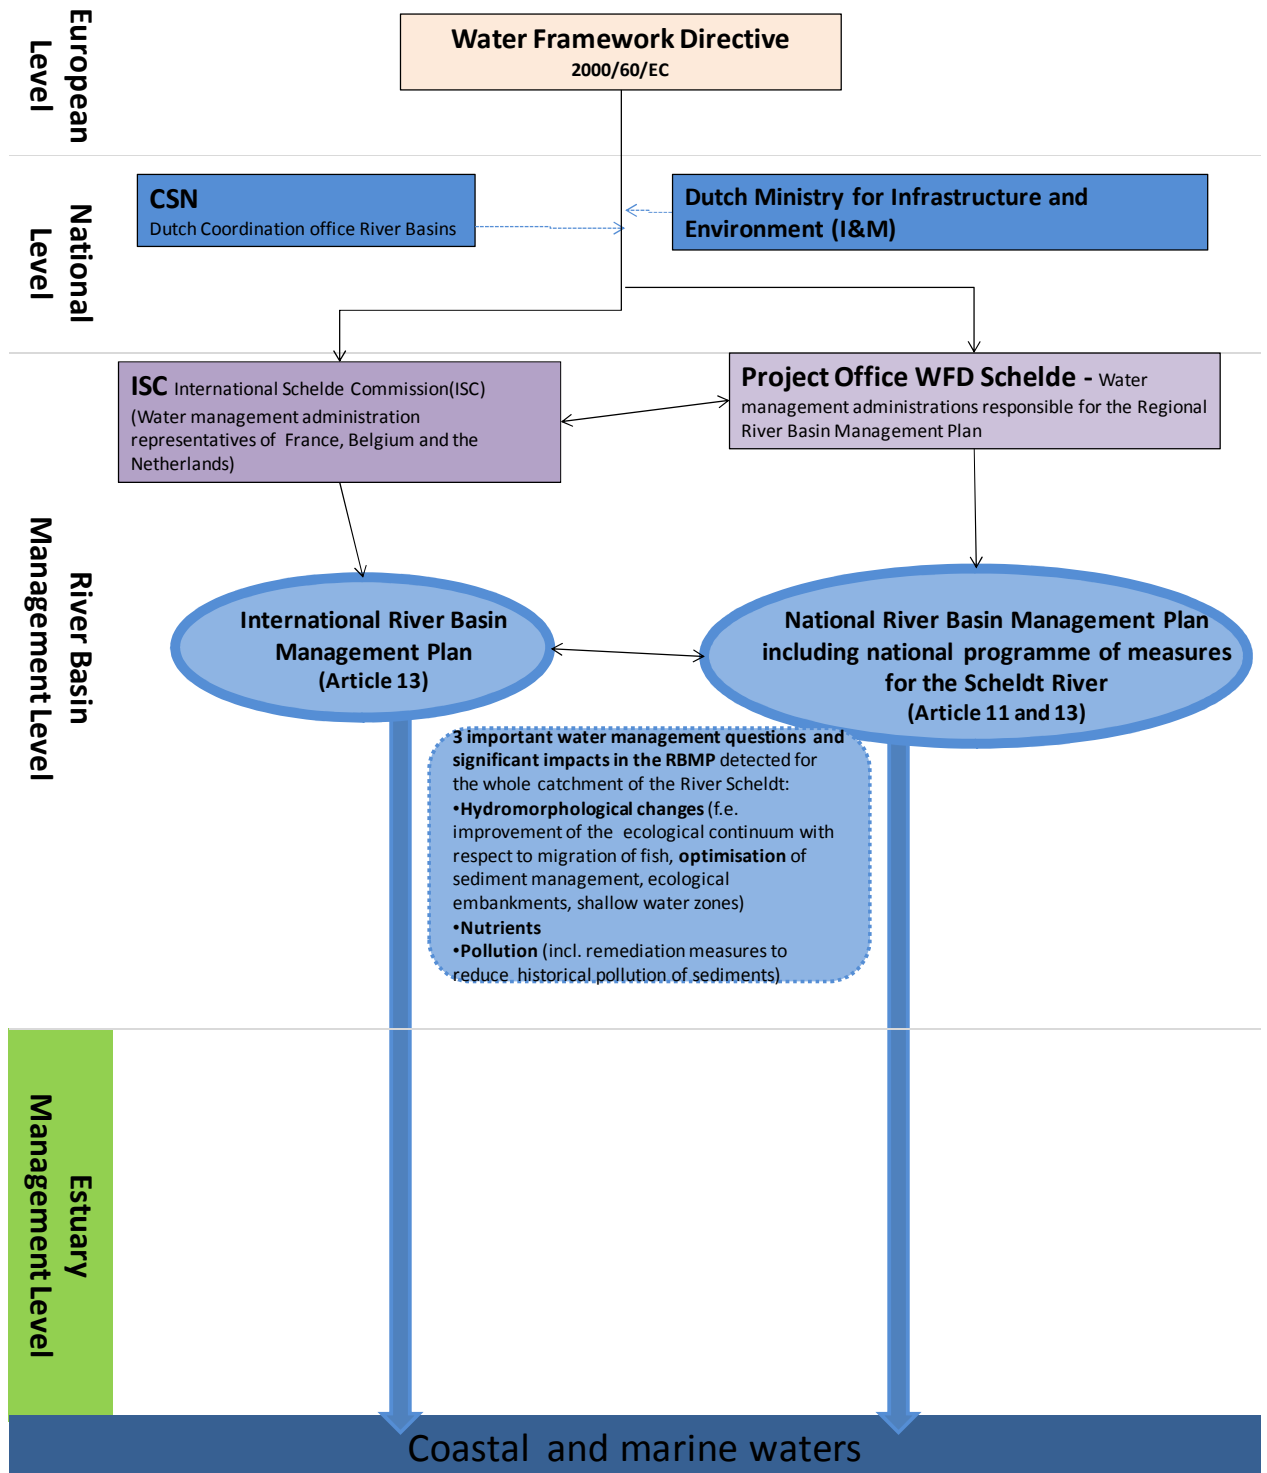 European
Level
Water Framework Directive
2000/60/EC
National
Level
CSN
Dutch Coordination office River Basins
Dutch Ministry for Infrastructure and
Environment (I&M)
River Basin
Management Level
ISC International Schelde Commission(ISC)
(Water management administration
representatives of France, Belgium and the
Netherlands)
Project Office WFD Schelde - Water
management administrations responsible for the Regional
River Basin Management Plan
International River Basin
Management Plan
(Article 13)
National River Basin Management Plan
including national programme of measures
for the Scheldt River
(Article 11 and 13)
3 important water management questions and
significant impacts in the RBMP detected for
the whole catchment of the River Scheldt:
•Hydromorphological changes (f.e.
improvement of the ecological continuum with
respect to migration of fish, optimisation of
sediment management, ecological
embankments, shallow water zones)
•Nutrients
•Pollution (incl. remediation measures to
reduce historical pollution of sediments)
Estuary
Management Level
Coastal and marine waters